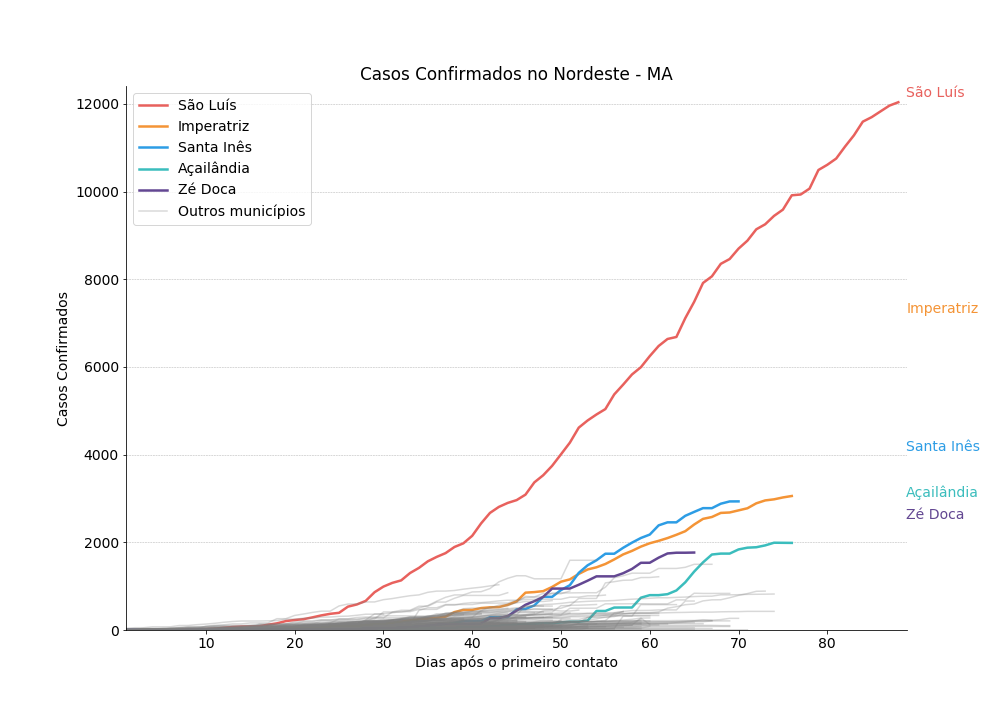 Casos Confirmados no Nordeste - MA
São Luís
Imperatriz
Santa Inês
Açailândia
Zé Doca
Outros municípios
12000
10000
8000
6000
4000
2000
0
Casos Confirmados
10
20
30
40
50
60
70
80
Dias após o primeiro contato
São Luís
Imperatriz
Santa Inês
Açailândia
Zé Doca